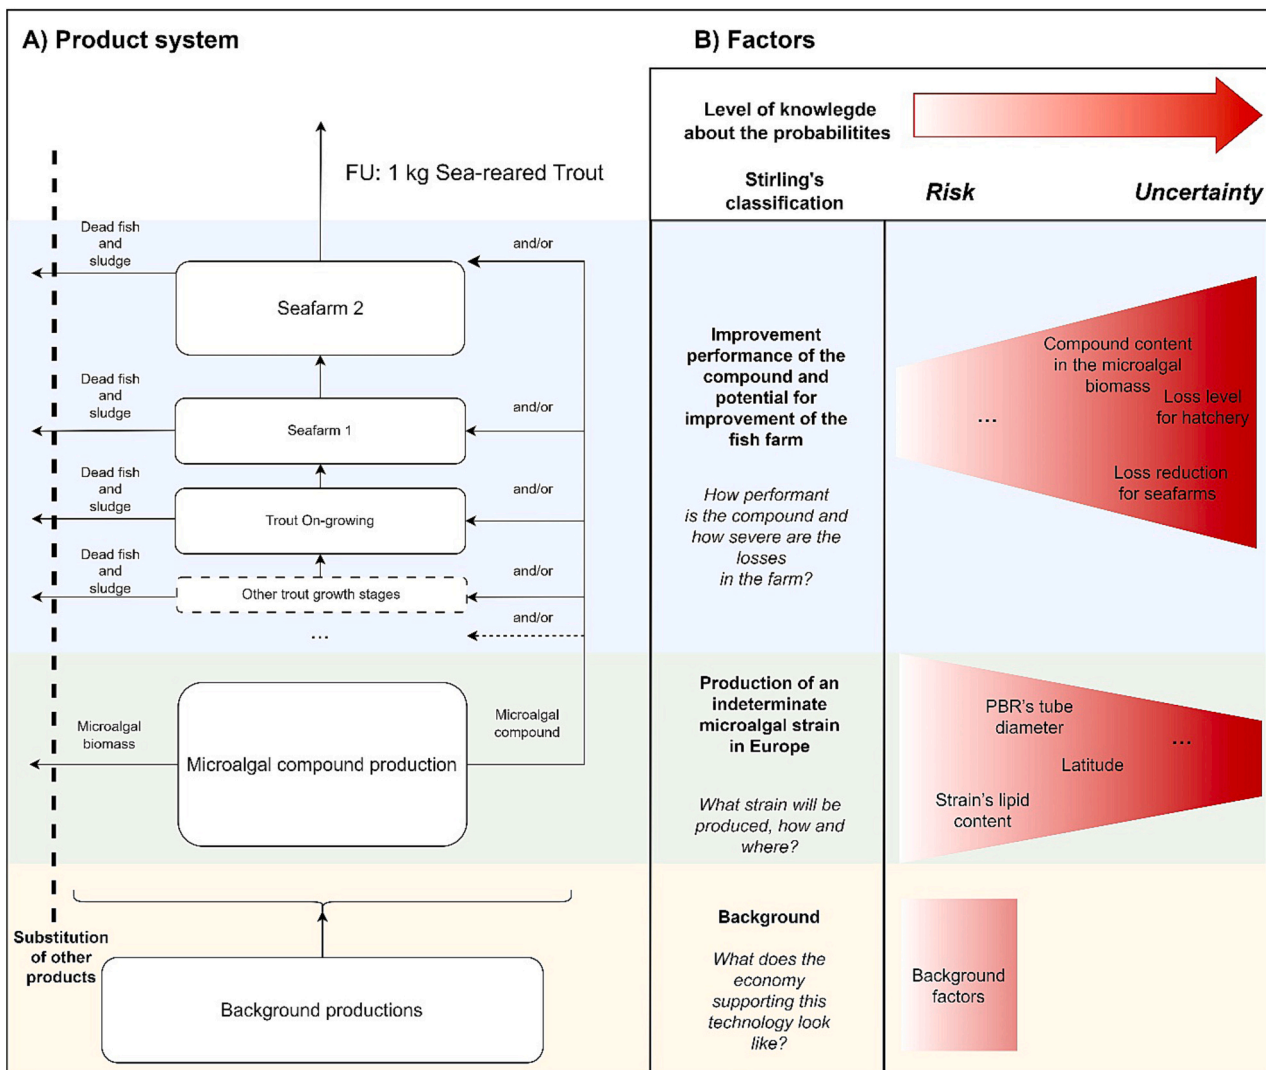 A) Product system
FU: 1 kg Sea-reared Trout
Dead fish
and
sludge
and/or
Seafarm 2
Dead fish
and
sludge
and/or
Seafarm 1
Dead fish
and
sludge
and/or
Trout On-growing
Dead fish
and
sludge
and/or
Other trout growth stages
and/or
...
Microalgal
biomass
Microalgal
compound
Microalgal compound production
Substitution
of other
products
Background productions
B) Factors
Level of knowlegde
about the probabilitites
Stirling's
classification
Risk
Uncertainty
Improvement
performance of the
compound and
potential for
improvement of the
fish farm
How performant
is the compound and
how severe are the
losses
in the farm?
Compound content
in the microalgal
biomass
Loss level
for hatchery
...
Loss reduction
for seafarms
Production of an
indeterminate
microalgal strain
in Europe
What strain will be
produced, how and
where?
PBR's tube
diameter
...
Latitude
Strain's lipid
content
Background
What does the
economy
supporting this
technology look
like?
Background
factors